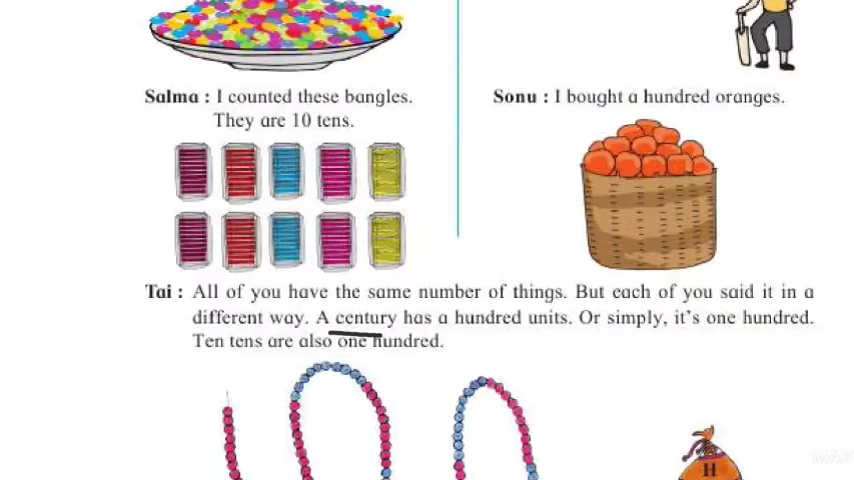 Salma : I counted these bangles.
They are 10 tens.
Sonu : I bought a hundred oranges.
Tai : All of you have the same number of things. But each of you said it in a
different way. A century has a hundred units. Or simply, it's one hundred.
Ten tens are also one hundred.
H